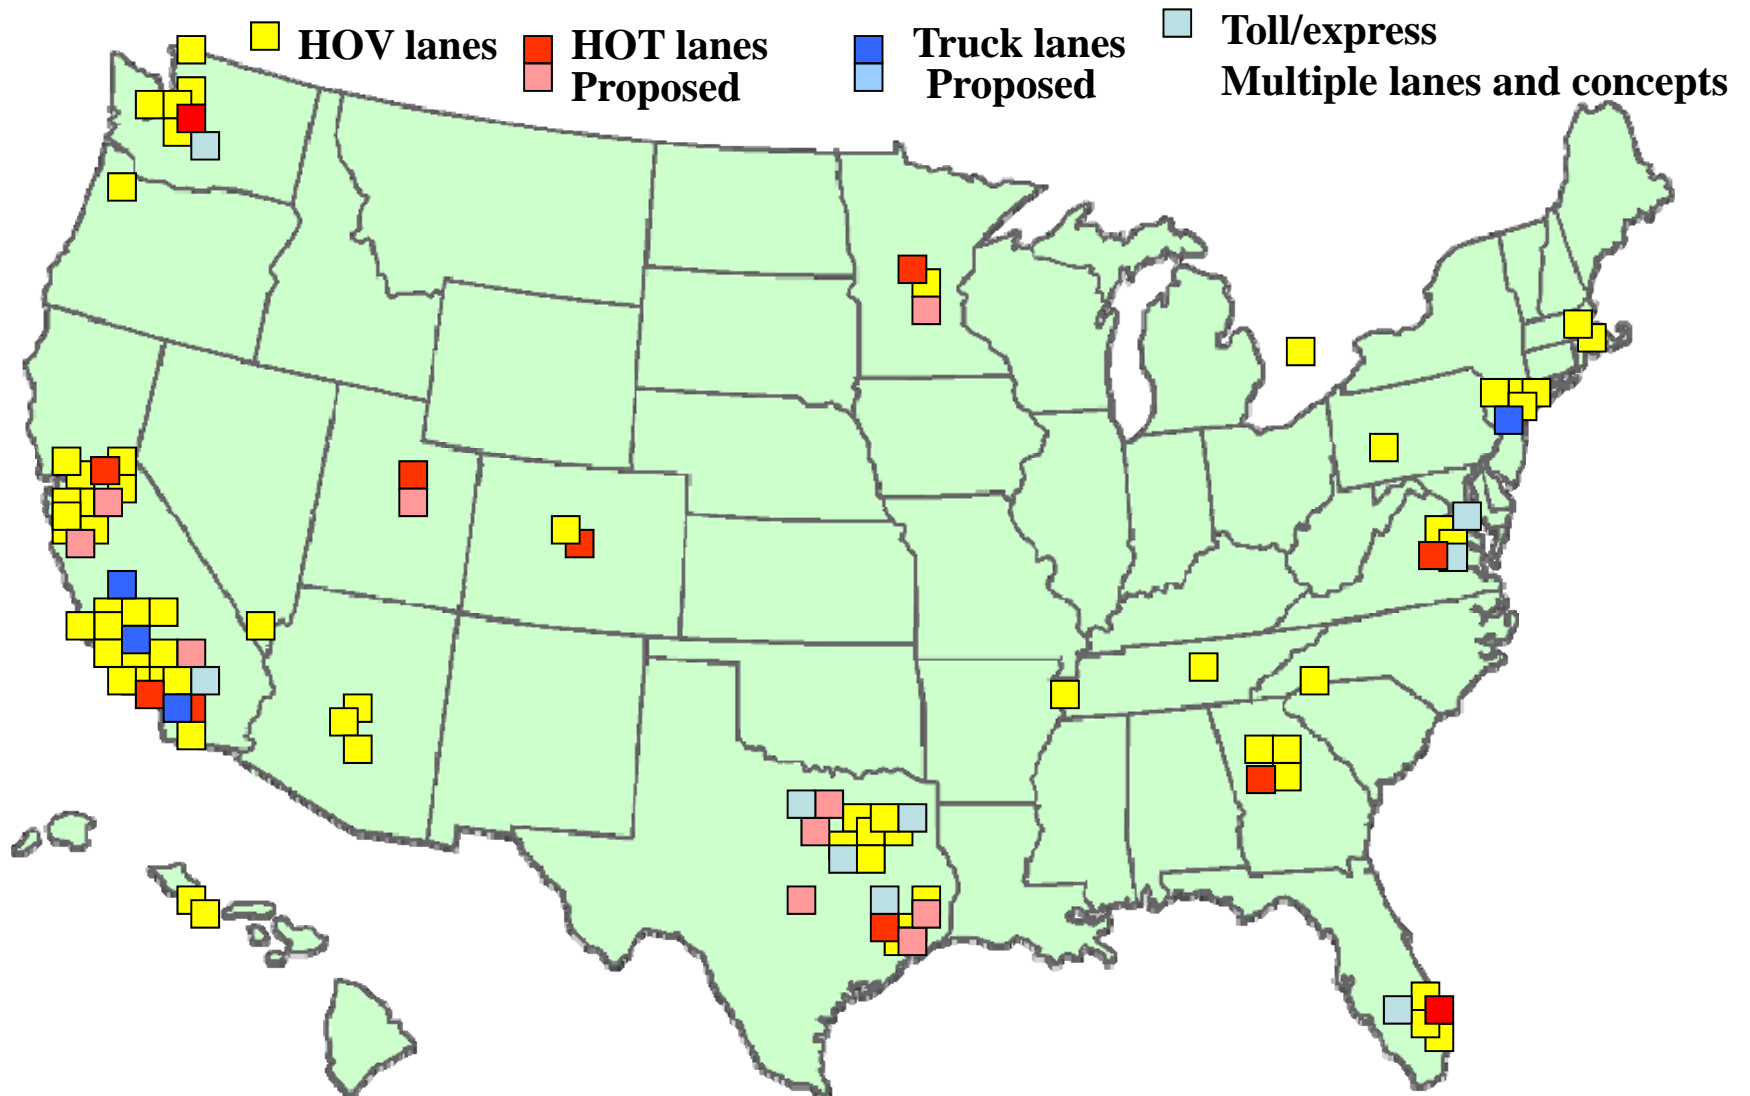 HOV lanes
HOT lanes
Proposed
Truck lanes
Proposed
Toll/express
Multiple lanes and concepts